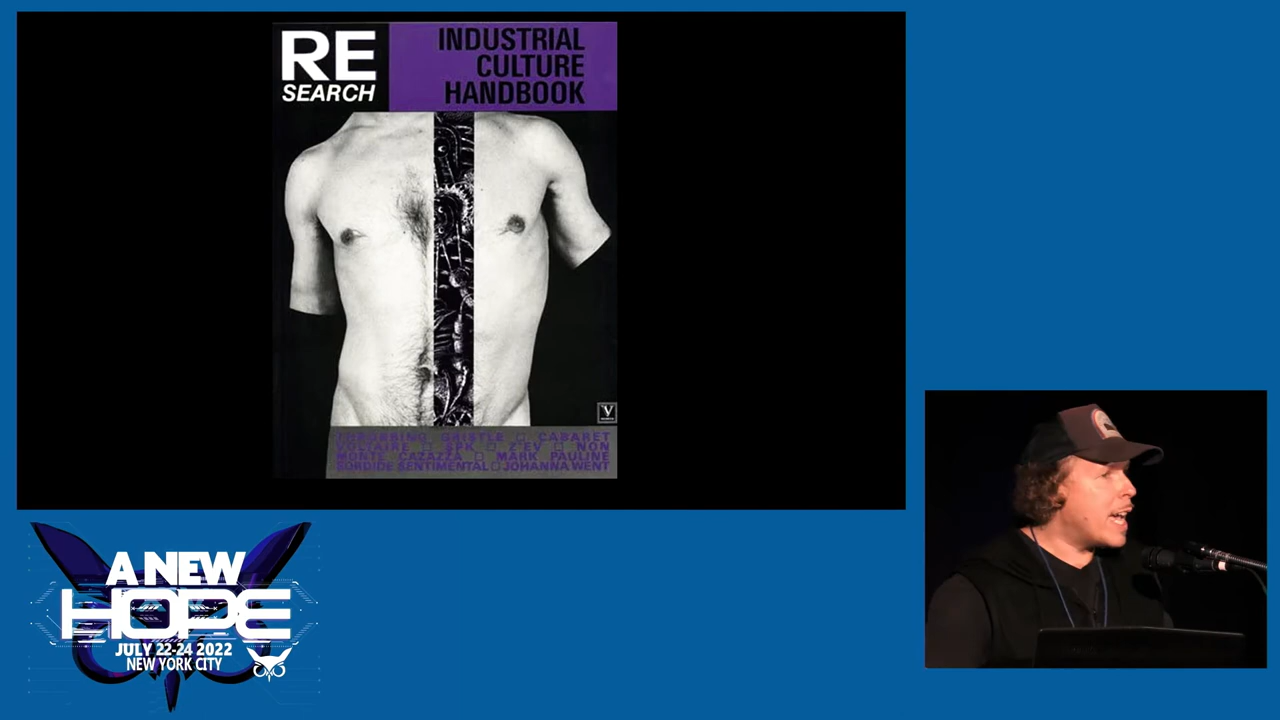 RE
SEARCH
INDUSTRIAL
CULTURE
HANDBOOK
V
THROBBING GRISTLE □ CABARET
VOLTAIRE □ SPK □ Z'EV □ NON
MONTE CAZAZZA □ MARK PAULINE
SORDIDE SENTIMENTAL □ JOHANNA WENT
A NEW
HOPE
JULY 22-24 2022
NEW YORK CITY